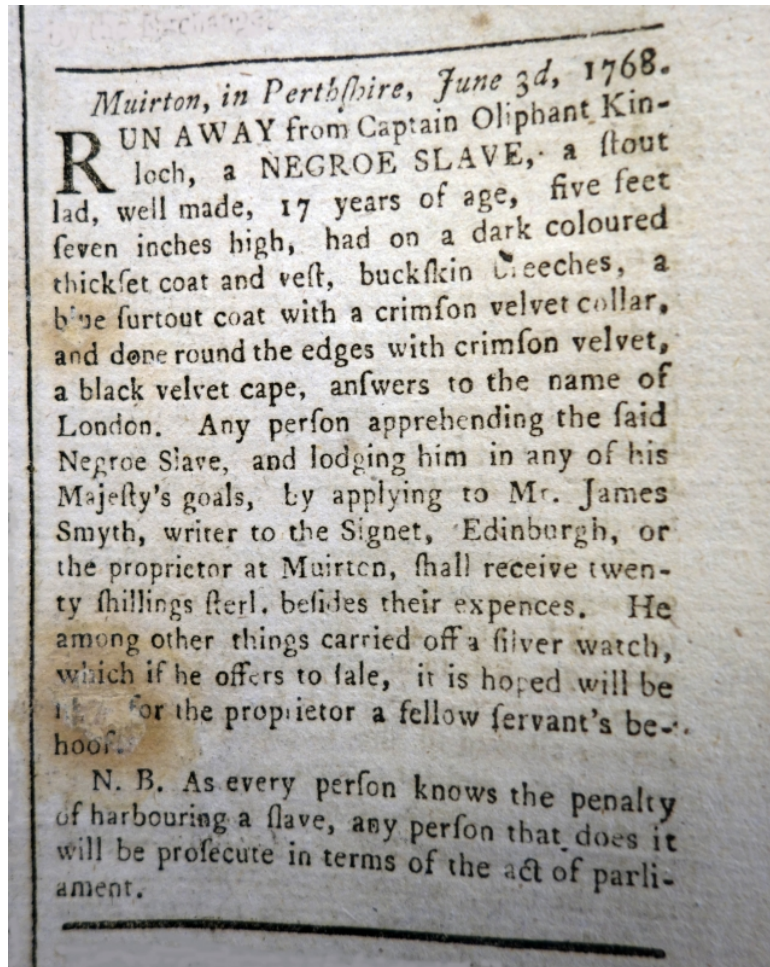 Muirton, in Perthſhire, June 3d, 1768.
RUN AWAY from Captain Oliphant Kin-
loch, a NEGROE SLAVE, a ſtout
lad, well made, 17 years of age, five feet
ſeven inches high, had on a dark coloured
thickſet coat and veſt, buckſkin breeches, a
blue ſurtout coat with a crimſon velvet collar,
and done round the edges with crimſon velvet,
a black velvet cape, anſwers to the name of
London. Any perſon apprehending the ſaid
Negroe Slave, and lodging him in any of his
Majeſty's goals, by applying to Mr. James
Smyth, writer to the Signet, Edinburgh, or
the proprietor at Muirton, ſhall receive twen-
ty ſhillings ſterl. beſides their expences. He
among other things carried off a ſilver watch,
which if he offers to ſale, it is hoped will be
for the proprietor a fellow ſervant's be-
hoof.
N. B. As every perſon knows the penalty
of harbouring a ſlave, any perſon that does it
will be proſecute in terms of the act of parli-
ament.